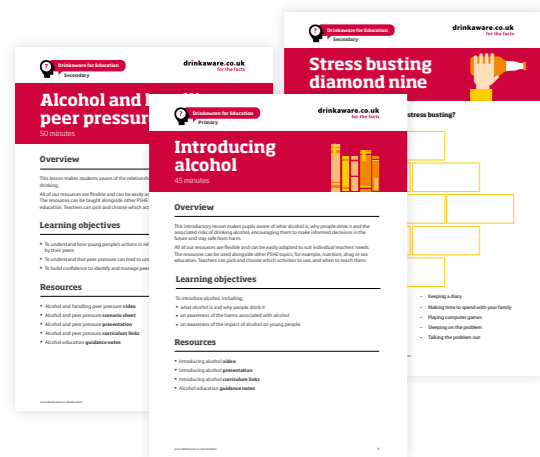 Drinkaware for Education
Secondary
drinkaware.co.uk
for the facts
Alcohol and
peer pressur
50 minutes
Overview
This lesson makes students aware of the relationsh
drinking.
All of our resources are flexible and can be easily a
The resources can be taught alongside other PSHE
education. Teachers can pick and choose which act
Learning objectives
• To understand how young people's actions in rel
by their peers
• To understand that peer pressure can lead to un
• To build confidence to identify and manage pee
Resources
• Alcohol and handling peer pressure video
• Alcohol and peer pressure scenario sheet
• Alcohol and peer pressure presentation
• Alcohol and peer pressure curriculum links
• Alcohol education guidance notes
Drinkaware for Education
Primary
drinkaware.co.uk
for the facts
Introducing
alcohol
45 minutes
Overview
This introductory lesson makes pupils aware of what alcohol is, why people drink it and the
associated risks of drinking alcohol, encouraging them to make informed decisions in the
future and stay safe from harm.
All of our resources are flexible and can be easily adapted to suit individual teachers' needs.
The resources can be used alongside other PSHE topics, for example, nutrition, drug or sex
education. Teachers can pick and choose which activities to use, and when to teach them.
Learning objectives
To introduce alcohol, including:
• what alcohol is and why people drink it
• an awareness of the harms associated with alcohol
• an awareness of the impact of alcohol on young people.
Resources
• Introducing alcohol video
• Introducing alcohol presentation
• Introducing alcohol curriculum links
• Alcohol education guidance notes
Drinkaware for Education
Secondary
drinkaware.co.uk
for the facts
Stress busting
diamond nine
stress busting?
- Keeping a diary
- Making time to spend with your family
- Playing computer games
- Sleeping on the problem
- Talking the problem out